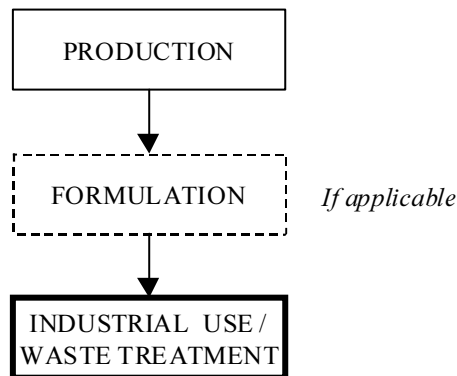 PRODUCTION
FORMULATION
If applicable
INDUSTRIAL USE /
WASTE TREATMENT